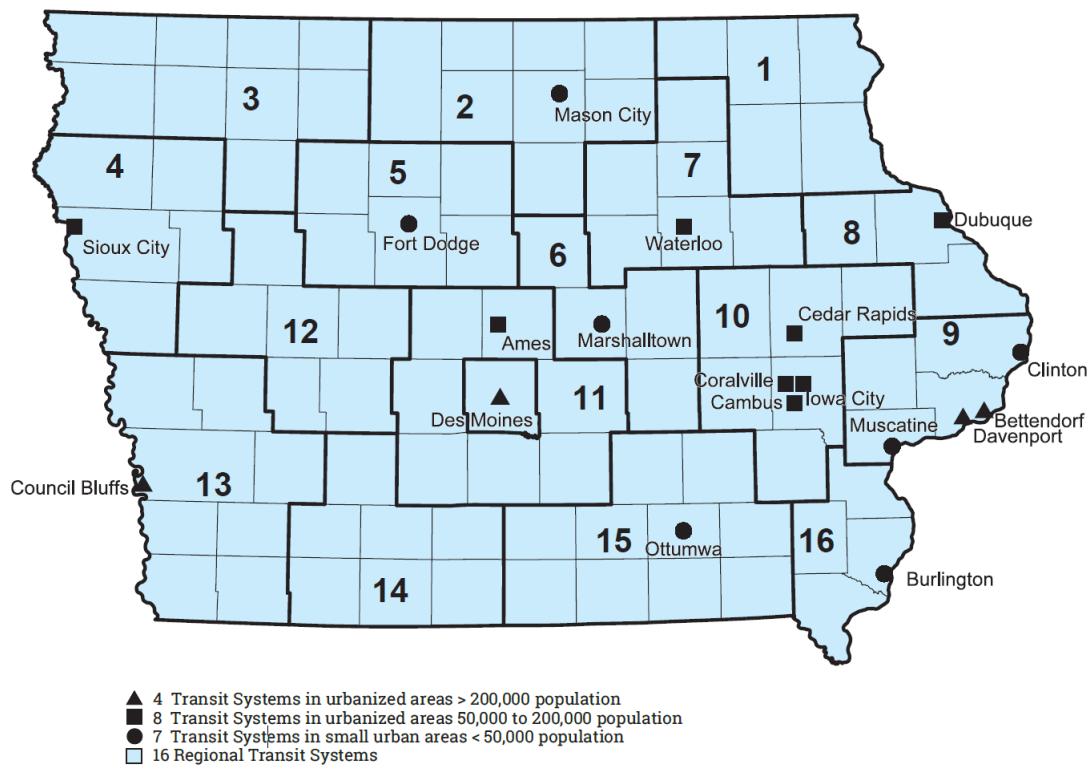 1
3
2
Mason City
4
5
7
Fort Dodge
Sioux City
Waterloo
8
Dubuque
6
12
Ames
Marshalltown
10
Cedar Rapids
9
Clinton
Coralville
Iowa City
Cambus
11
Des Moines
Muscatine
Bettendorf
Davenport
Council Bluffs
13
15
Ottumwa
16
14
Burlington
4 Transit Systems in urbanized areas > 200,000 population
8 Transit Systems in urbanized areas 50,000 to 200,000 population
7 Transit Systems in small urban areas < 50,000 population
16 Regional Transit Systems